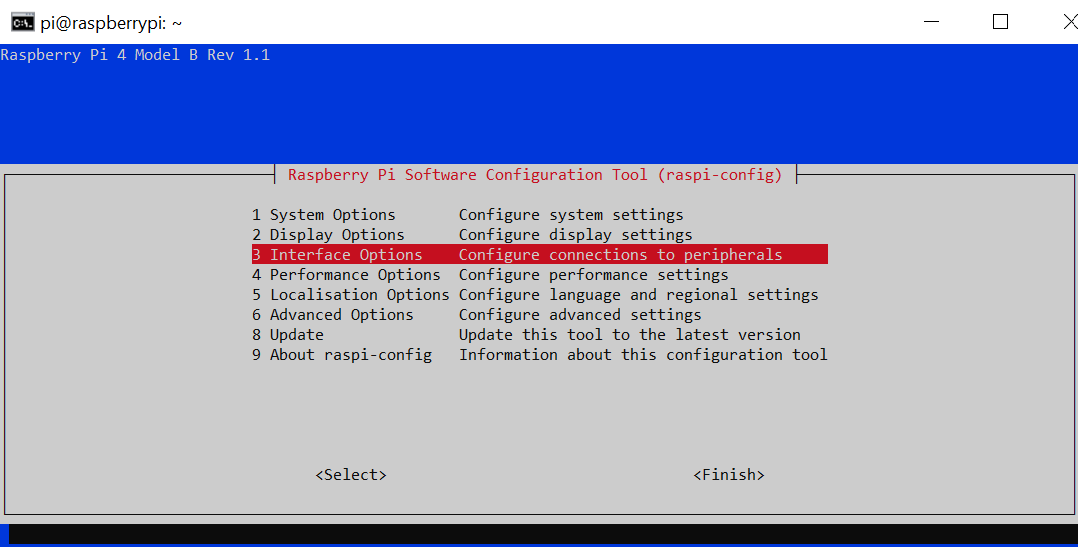 pi@raspberrypi: ~
Raspberry Pi 4 Model B Rev 1.1
Raspberry Pi Software Configuration Tool (raspi-config)
1 System Options Configure system settings
2 Display Options Configure display settings
3 Interface Options Configure connections to peripherals
4 Performance Options Configure performance settings
5 Localisation Options Configure language and regional settings
6 Advanced Options Configure advanced settings
8 Update Update this tool to the latest version
9 About raspi-config Information about this configuration tool
<Select> <Finish>